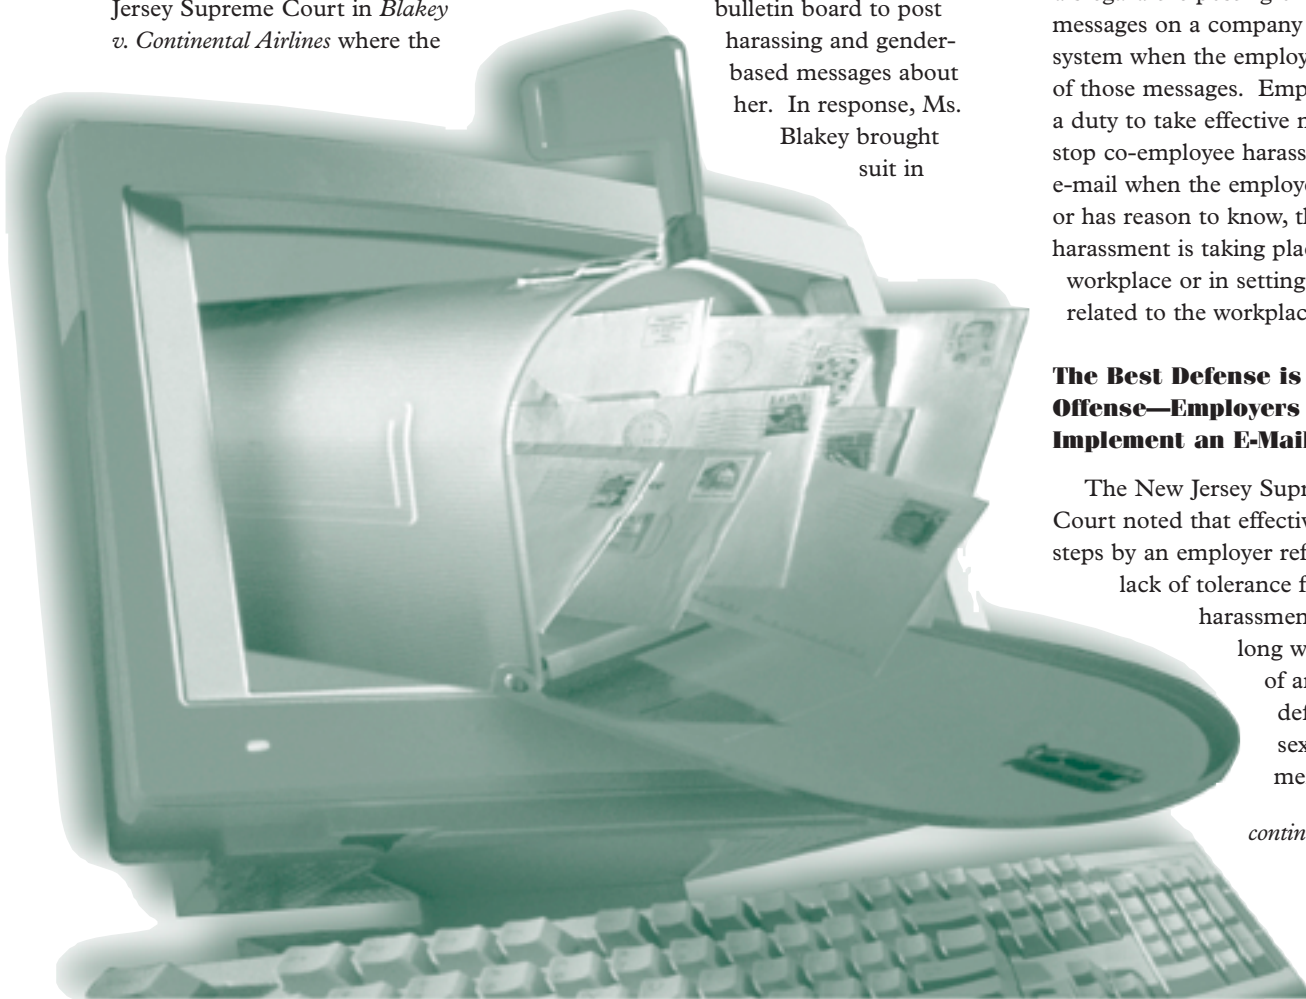 Jersey Supreme Court in Blakey
v. Continental Airlines where the
bulletin board to post
harassing and gender-
based messages about
her. In response, Ms.
Blakey brought
suit in
messages on a company
system when the employ
of those messages. Emp
a duty to take effective
stop co-employee harass
e-mail when the employ
or has reason to know, t
harassment is taking pla
workplace or in setting
related to the workplac
The Best Defense is
Offense—Employers
Implement an E-Mail
The New Jersey Supr
Court noted that effectiv
steps by an employer ref
lack of tolerance f
harassmen
long w
of a
def
sex
me
contin